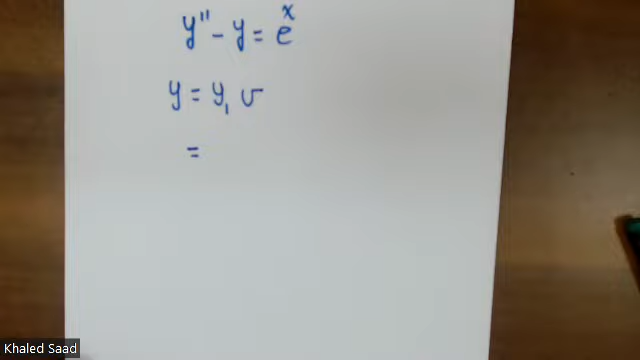 y'' - y = e^x
y = y₁ v
=
Khaled Saad